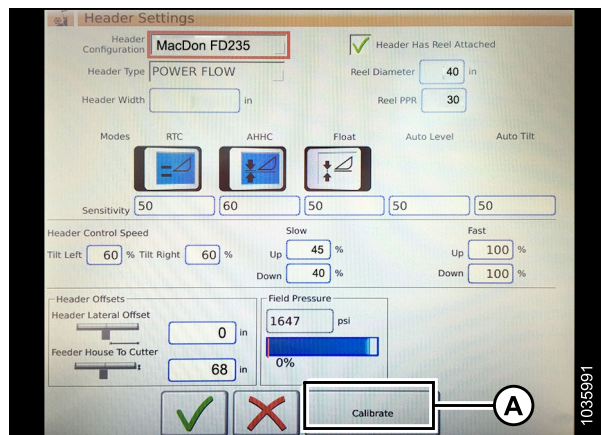 Header Settings
Header Configuration MacDon FD235
Header Has Reel Attached
Header Type POWER FLOW
Reel Diameter 40 in
Header Width in
Reel PPR 30
Modes RTC AHHC Float Auto Level Auto Tilt
Sensitivity 50 60 50 50 50
Header Control Speed
Slow
Fast
Tilt Left 60 % Tilt Right 60 %
Up 45 %
Up 100 %
Down 40 %
Down 100 %
Header Offsets
Field Pressure
Header Lateral Offset
0 in
1647 psi
Feeder House To Cutter
68 in
0%
Calibrate
A
1035991